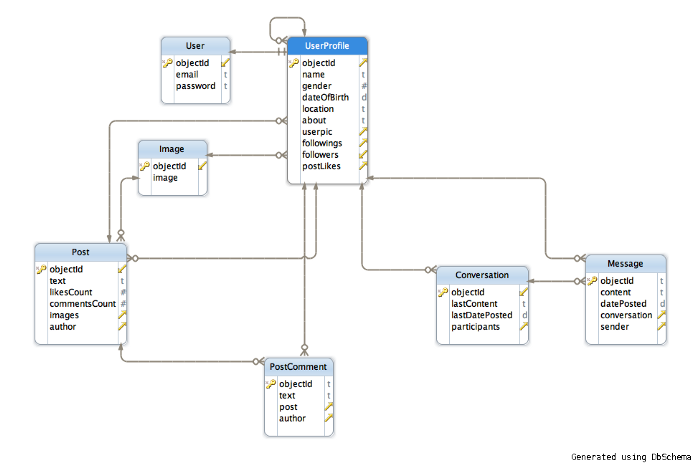 User
objectId
email t
password t
UserProfile
objectId
name t
gender #
dateOfBirth d
location t
about t
userpic
followings
followers
postLikes
Image
objectId
image
Post
objectId
text t
likesCount #
commentsCount #
images
author
PostComment
objectId t
text t
post
author
Conversation
objectId
lastContent t
lastDatePosted d
participants
Message
objectId t
content t
datePosted d
conversation
sender
Generated using DbSchema